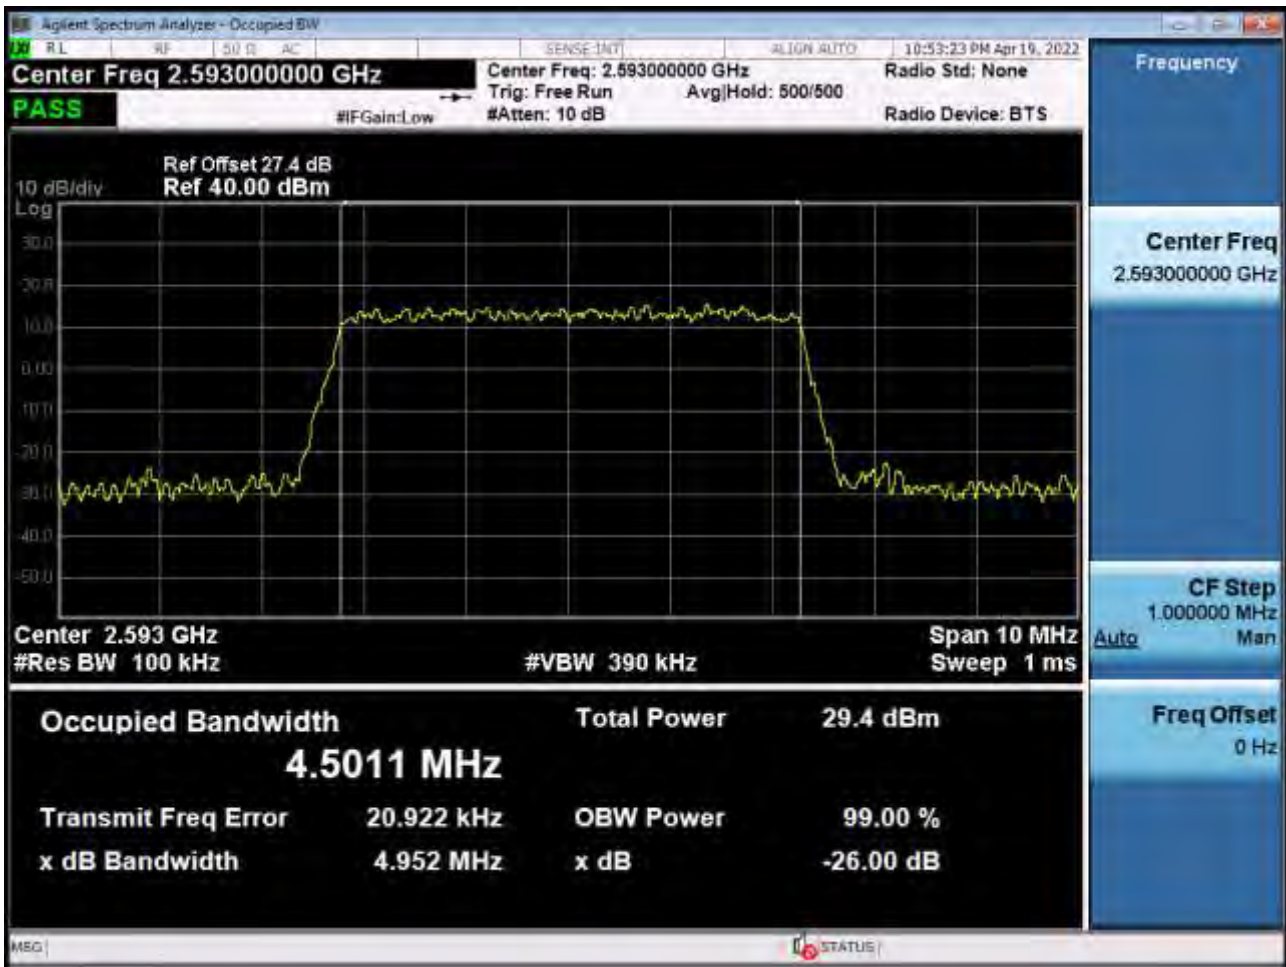 Agilent Spectrum Analyzer - Occupied BW
LXI RL RF 50 Ω AC SENSE:INT ALIGN AUTO 10:53:23 PM Apr 19, 2022
Center Freq 2.593000000 GHz
Center Freq: 2.593000000 GHz Radio Std: None
Trig: Free Run Avg|Hold: 500/500
PASS #IFGain:Low #Atten: 10 dB Radio Device: BTS
Ref Offset 27.4 dB
10 dB/div Ref 40.00 dBm
Log
30.0
20.0
10.0
0.00
-10.0
-20.0
-30.0
-40.0
-50.0
Center 2.593 GHz Span 10 MHz
#Res BW 100 kHz #VBW 390 kHz Sweep 1 ms
Occupied Bandwidth Total Power 29.4 dBm
4.5011 MHz
Transmit Freq Error 20.922 kHz OBW Power 99.00 %
x dB Bandwidth 4.952 MHz x dB -26.00 dB
MSG STATUS
Frequency
Center Freq
2.593000000 GHz
CF Step
1.000000 MHz
Auto Man
Freq Offset
0 Hz